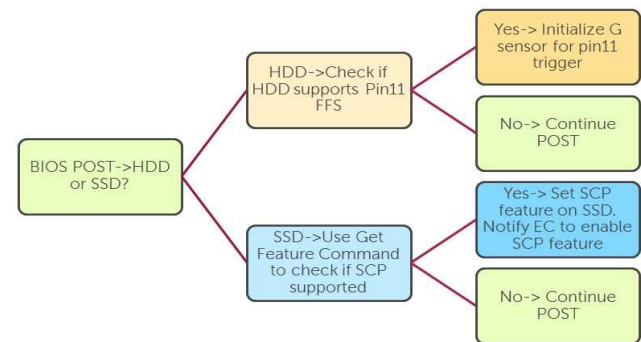 BIOS POST->HDD
or SSD?
HDD->Check if
HDD supports Pin11
FFS
Yes-> Initialize G
sensor for pin11
trigger
No-> Continue
POST
SSD->Use Get
Feature Command
to check if SCP
supported
Yes-> Set SCP
feature on SSD.
Notify EC to enable
SCP feature
No-> Continue
POST